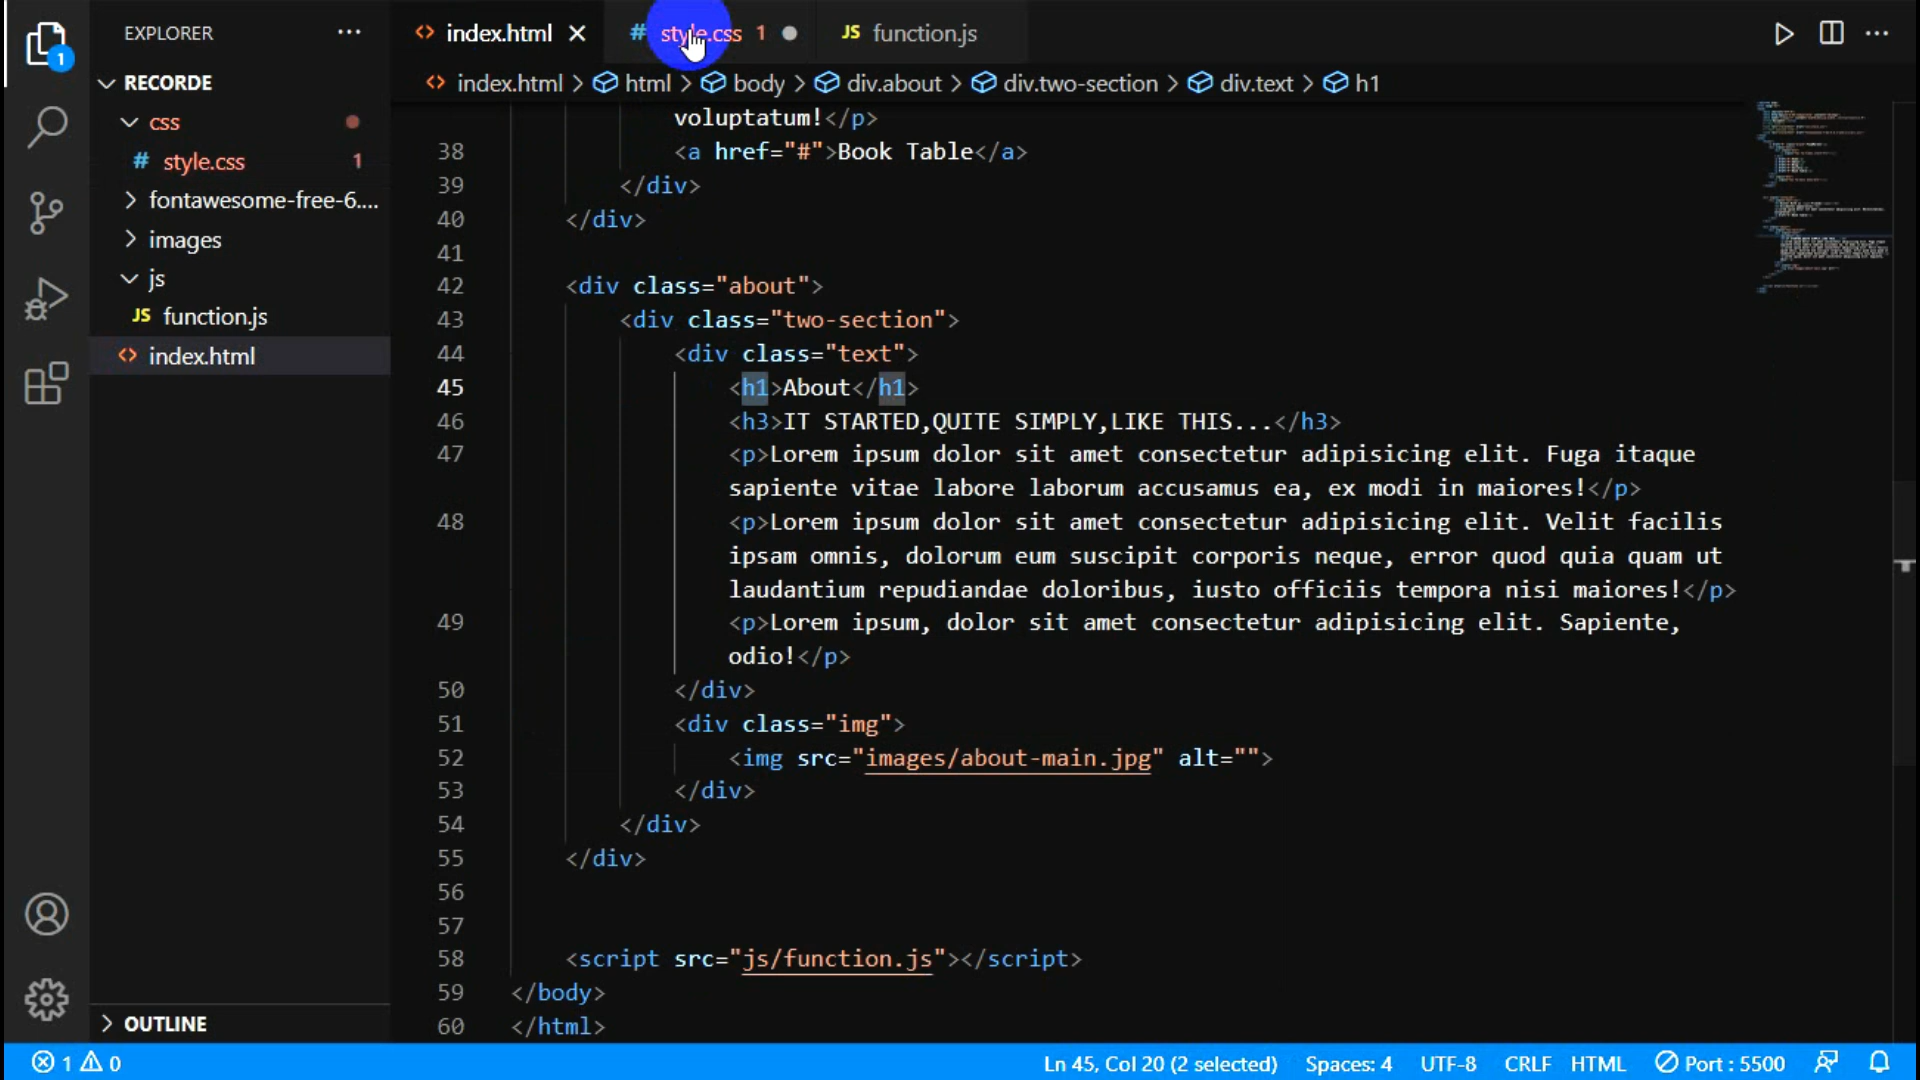 EXPLORER
index.html
# style.css 1
JS function.js
RECORDE
index.html > html > body > div.about > div.two-section > div.text > h1
css
# style.css 1
fontawesome-free-6....
images
js
JS function.js
index.html
voluptatum!</p>
38 <a href="#">Book Table</a>
39 </div>
40 </div>
41
42 <div class="about">
43 <div class="two-section">
44 <div class="text">
45 <h1>About</h1>
46 <h3>IT STARTED,QUITE SIMPLY,LIKE THIS...</h3>
47 <p>Lorem ipsum dolor sit amet consectetur adipisicing elit. Fuga itaque
sapiente vitae labore laborum accusamus ea, ex modi in maiores!</p>
48 <p>Lorem ipsum dolor sit amet consectetur adipisicing elit. Velit facilis
ipsam omnis, dolorum eum suscipit corporis neque, error quod quia quam ut
laudantium repudiandae doloribus, iusto officiis tempora nisi maiores!</p>
49 <p>Lorem ipsum, dolor sit amet consectetur adipisicing elit. Sapiente,
odio!</p>
50 </div>
51 <div class="img">
52 <img src="images/about-main.jpg" alt="">
53 </div>
54 </div>
55 </div>
56
57
58 <script src="js/function.js"></script>
59 </body>
60 </html>
1
OUTLINE
1 0
Ln 45, Col 20 (2 selected) Spaces: 4 UTF-8 CRLF HTML Port : 5500